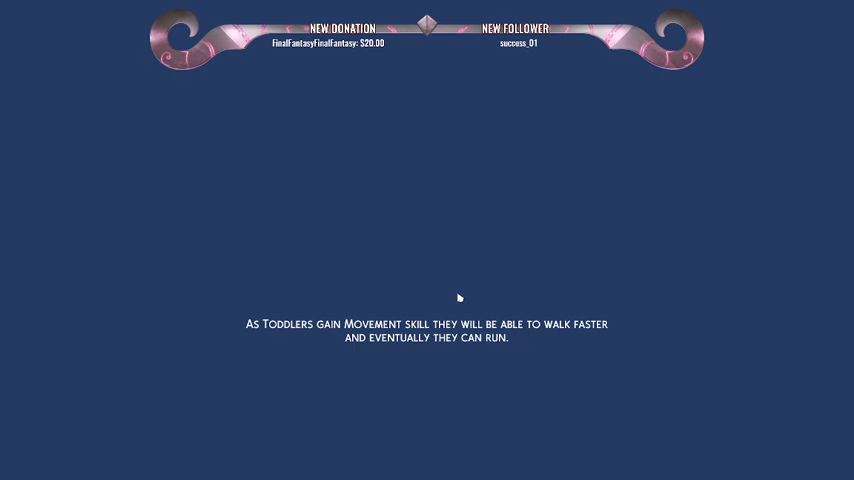 NEW DONATION
NEW FOLLOWER
FinalFantasyFinalFantasy: $20.00
success_01
As Toddlers gain Movement skill they will be able to walk faster
and eventually they can run.